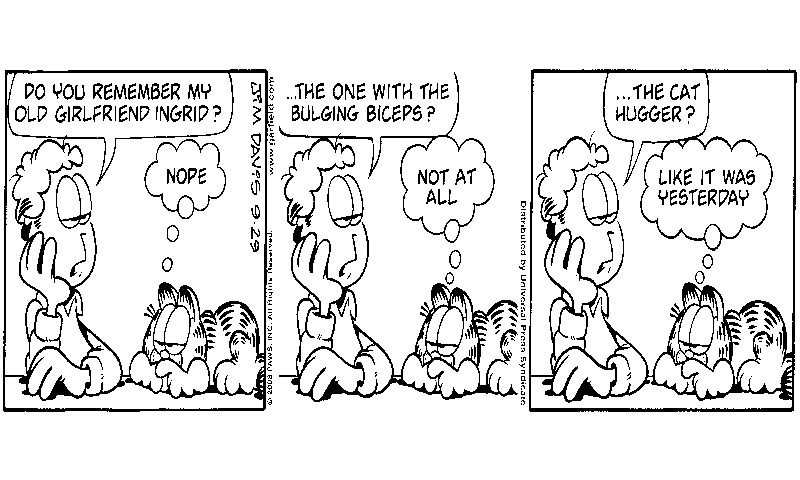 DO YOU REMEMBER MY
OLD GIRLFRIEND INGRID?
NOPE
JIM DAVIS 9.29
www.garfield.com
© 2003 PAWS, INC. All Rights Reserved.
...THE ONE WITH THE
BULGING BICEPS?
NOT AT
ALL
Distributed by Universal Press Syndicate
...THE CAT
HUGGER?
LIKE IT WAS
YESTERDAY